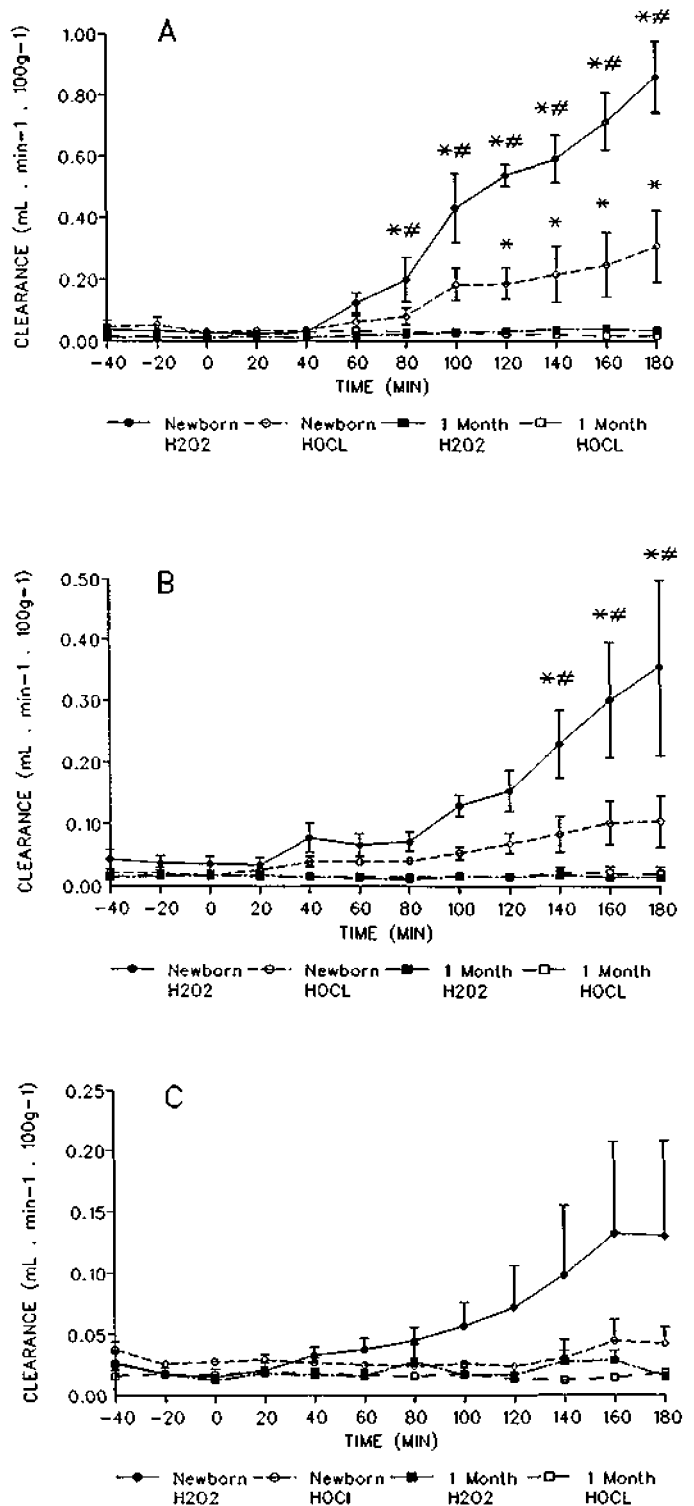 A
*#
*#
*#
*#
*#
*#
*
*
*
*
CLEARANCE (mL . min-1 . 100g-1)
1.00
0.80
0.60
0.40
0.20
0.00
-40 -20 0 20 40 60 80 100 120 140 160 180
TIME (MIN)
Newborn Newborn 1 Month 1 Month
H2O2 HOCL H2O2 HOCL
B
*#
*#
*#
CLEARANCE (mL . min-1 . 100g-1)
0.50
0.40
0.30
0.20
0.10
0.00
-40 -20 0 20 40 60 80 100 120 140 160 180
TIME (MIN)
Newborn Newborn 1 Month 1 Month
H2O2 HOCL H2O2 HOCL
C
CLEARANCE (mL . min-1 . 100g-1)
0.25
0.20
0.15
0.10
0.05
0.00
-40 -20 0 20 40 60 80 100 120 140 160 180
TIME (MIN)
Newborn Newborn 1 Month 1 Month
H2O2 HOCl H2O2 HOCL